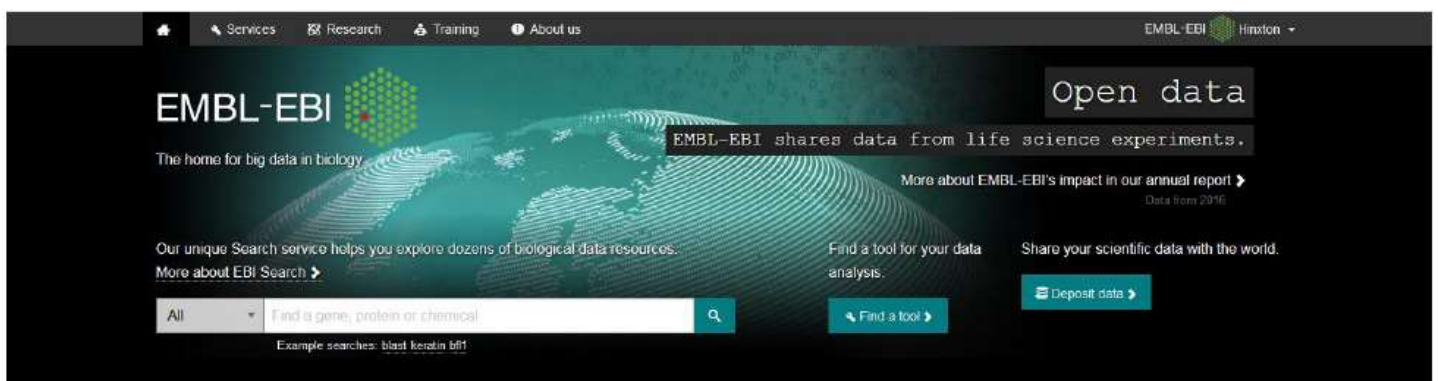 Services Research Training About us EMBL-EBI Hinxton
EMBL-EBI
The home for big data in biology
Open data
EMBL-EBI shares data from life science experiments.
More about EMBL-EBI's impact in our annual report
Data from 2016
Our unique Search service helps you explore dozens of biological data resources.
More about EBI Search
All Find a gene, protein or chemical
Example searches: blast keratin bfl1
Find a tool for your data
analysis.
Find a tool
Share your scientific data with the world.
Deposit data